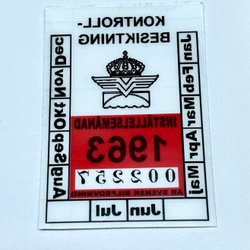 KONTROLL-
BESIKTNING
Jan Feb Mar Apr Maj
Jun Jul
Aug Sep Okt Nov Dec
INSTÄLLELSEMÅNAD
1963
002257
AB SVENSK BILPROVNING